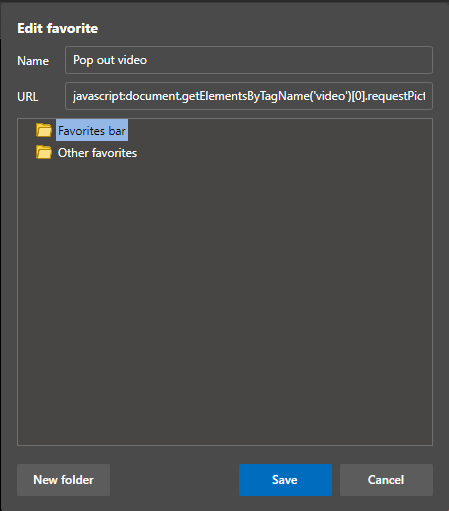 Edit favorite
Name Pop out video
URL javascript:document.getElementsByTagName('video')[0].requestPict
Favorites bar
Other favorites
New folder Save Cancel